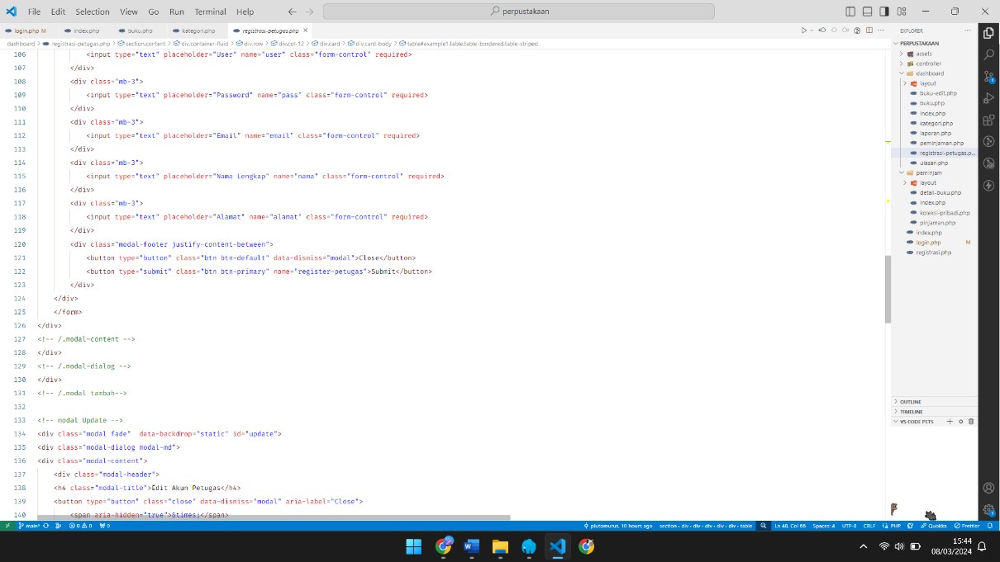 File Edit Selection View Go Run Terminal Help perpustakaan
login.php M index.php buku.php kategori.php registrasi-petugas.php
dashboard > registrasi-petugas.php > section.content > div.container-fluid > div.row > div.col-12 > div.card > div.card-body > table#example1.table.table-bordered.table-striped
106 <input type="text" placeholder="User" name="user" class="form-control" required>
107 </div>
108 <div class="mb-3">
109 <input type="text" placeholder="Password" name="pass" class="form-control" required>
110 </div>
111 <div class="mb-3">
112 <input type="text" placeholder="Email" name="email" class="form-control" required>
113 </div>
114 <div class="mb-3">
115 <input type="text" placeholder="Nama Lengkap" name="nama" class="form-control" required>
116 </div>
117 <div class="mb-3">
118 <input type="text" placeholder="Alamat" name="alamat" class="form-control" required>
119 </div>
120 <div class="modal-footer justify-content-between">
121 <button type="button" class="btn btn-default" data-dismiss="modal">Close</button>
122 <button type="submit" class="btn btn-primary" name="register-petugas">Submit</button>
123 </div>
124 </div>
125 </form>
126 </div>
127 <!-- /.modal-content -->
128 </div>
129 <!-- /.modal-dialog -->
130 </div>
131 <!-- /.modal tambah-->
132
133 <!-- modal Update -->
134 <div class="modal fade"  data-backdrop="static" id="update">
135 <div class="modal-dialog modal-md">
136 <div class="modal-content">
137 <div class="modal-header">
138 <h4 class="modal-title">Edit Akun Petugas</h4>
139 <button type="button" class="close" data-dismiss="modal" aria-label="Close">
140 <span aria-hidden="true">&times;</span>
EXPLORER
PERPUSTAKAAN
assets
controller
dashboard
layout
buku-edit.php
buku.php
index.php
kategori.php
laporan.php
peminjaman.php
registrasi-petugas.p...
ulasan.php
peminjam
layout
detail-buku.php
index.php
koleksi-pribadi.php
pinjaman.php
index.php
login.php M
registrasi.php
OUTLINE
TIMELINE
VS CODE PETS
main* 0 0 0 plutomurus, 10 hours ago section › div › div › div › div › div › table Ln 48, Col 66 Spaces: 4 UTF-8 CRLF PHP Quokka Prettier
15:44
08/03/2024